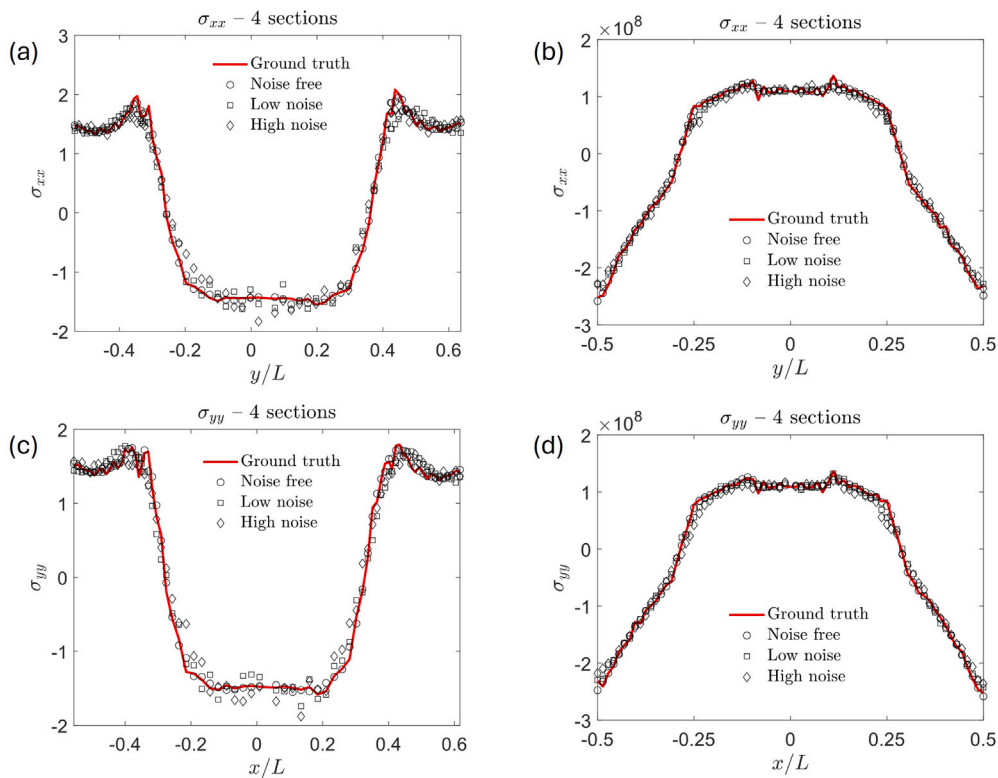 (a)
σxx – 4 sections
3
2
1
0
-1
-2
σxx
Ground truth
Noise free
Low noise
High noise
-0.4 -0.2 0 0.2 0.4 0.6
y/L
(b)
×10⁸
σxx – 4 sections
2
1
0
-1
-2
-3
σxx
Ground truth
Noise free
Low noise
High noise
-0.5 -0.25 0 0.25 0.5
y/L
(c)
σyy – 4 sections
2
1
0
-1
-2
σyy
Ground truth
Noise free
Low noise
High noise
-0.4 -0.2 0 0.2 0.4 0.6
x/L
(d)
×10⁸
σyy – 4 sections
2
1
0
-1
-2
-3
σyy
Ground truth
Noise free
Low noise
High noise
-0.5 -0.25 0 0.25 0.5
x/L